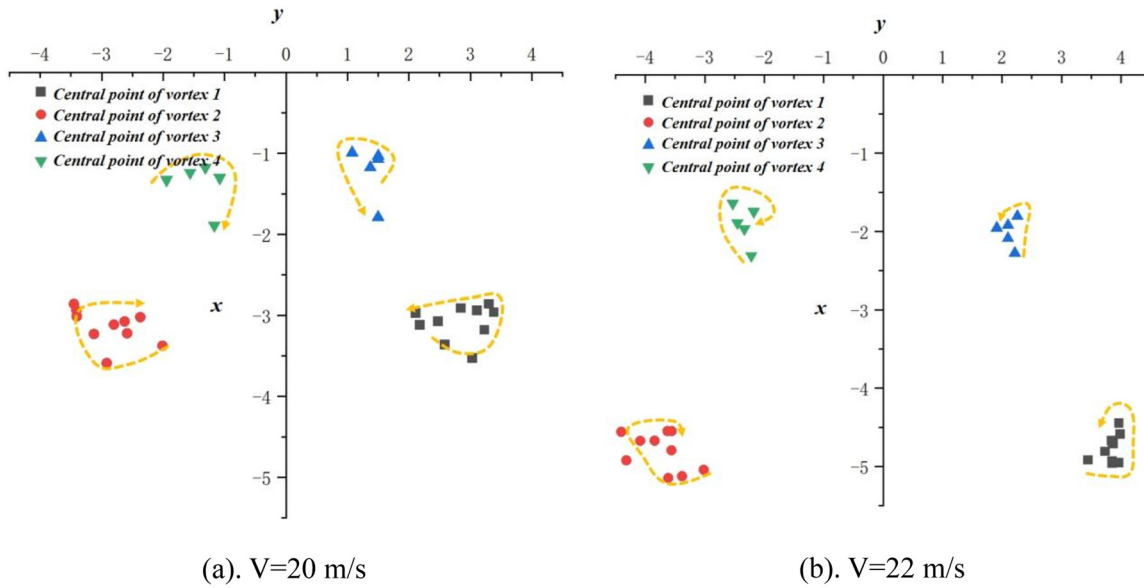 y
-4 -3 -2 -1 0 1 2 3 4
Central point of vortex 1
Central point of vortex 2
Central point of vortex 3
Central point of vortex 4
-1
-2
x
-3
-4
-5
(a). V=20 m/s
y
-4 -3 -2 -1 0 1 2 3 4
Central point of vortex 1
Central point of vortex 2
Central point of vortex 3
Central point of vortex 4
-1
-2
x
-3
-4
-5
(b). V=22 m/s